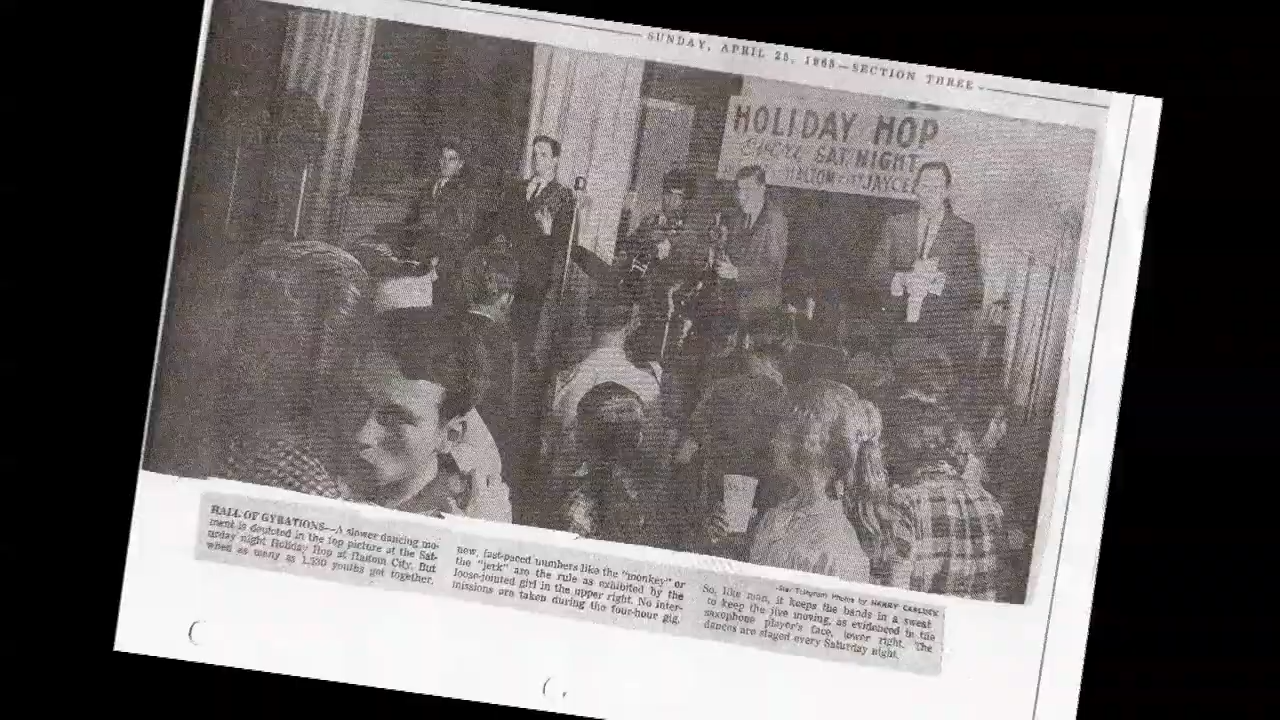 SUNDAY, APRIL 25, 1965—SECTION THREE
HOLIDAY HOP
SAT NIGHT
HALL OF GYRATIONS—A slower dancing mo-
ment is depicted in the top picture at the Sat-
urday night Holiday Hop at Haltom City. But
when as many as 1,330 youths get together,
new, fast-paced numbers like the "monkey" or
the "jerk" are the rule as exhibited by the
loose-jointed girl in the upper right. No inter-
missions are taken during the four-hour gig.
Telegram Photos by HARRY
So, like man, it keeps the bands in a sweat
to keep the jive moving, as evidenced in the
saxophone player's face, lower right. The
dances are staged every Saturday night.